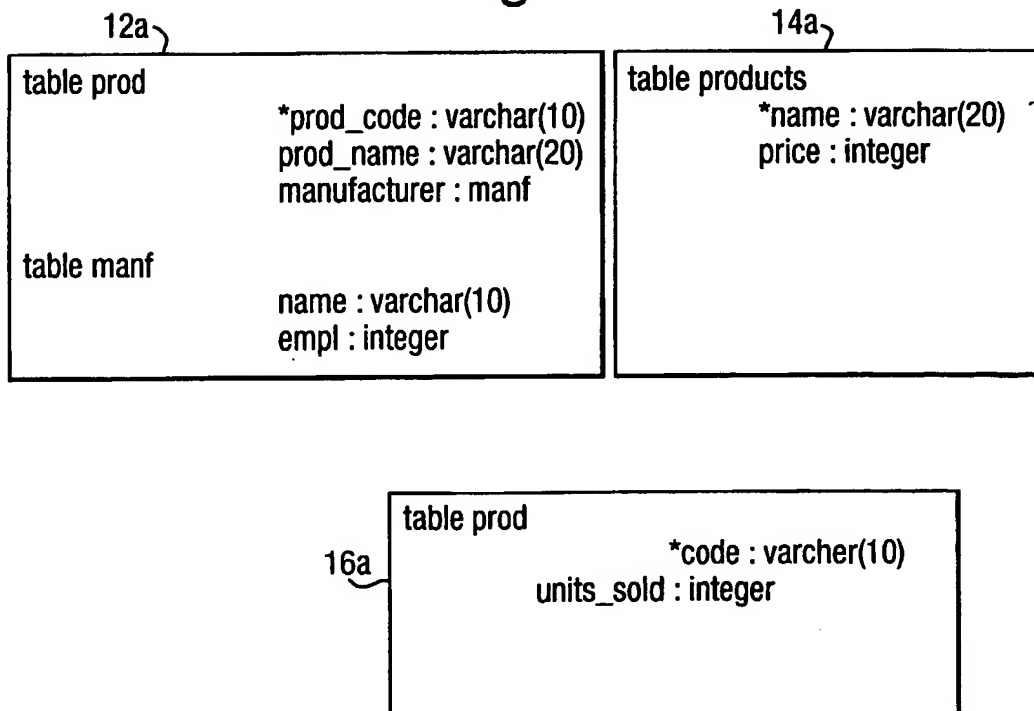 12a
table prod
*prod_code : varchar(10)
prod_name : varchar(20)
manufacturer : manf
table manf
name : varchar(10)
empl : integer
14a
table products
*name : varchar(20)
price : integer
16a
table prod
*code : varcher(10)
units_sold : integer